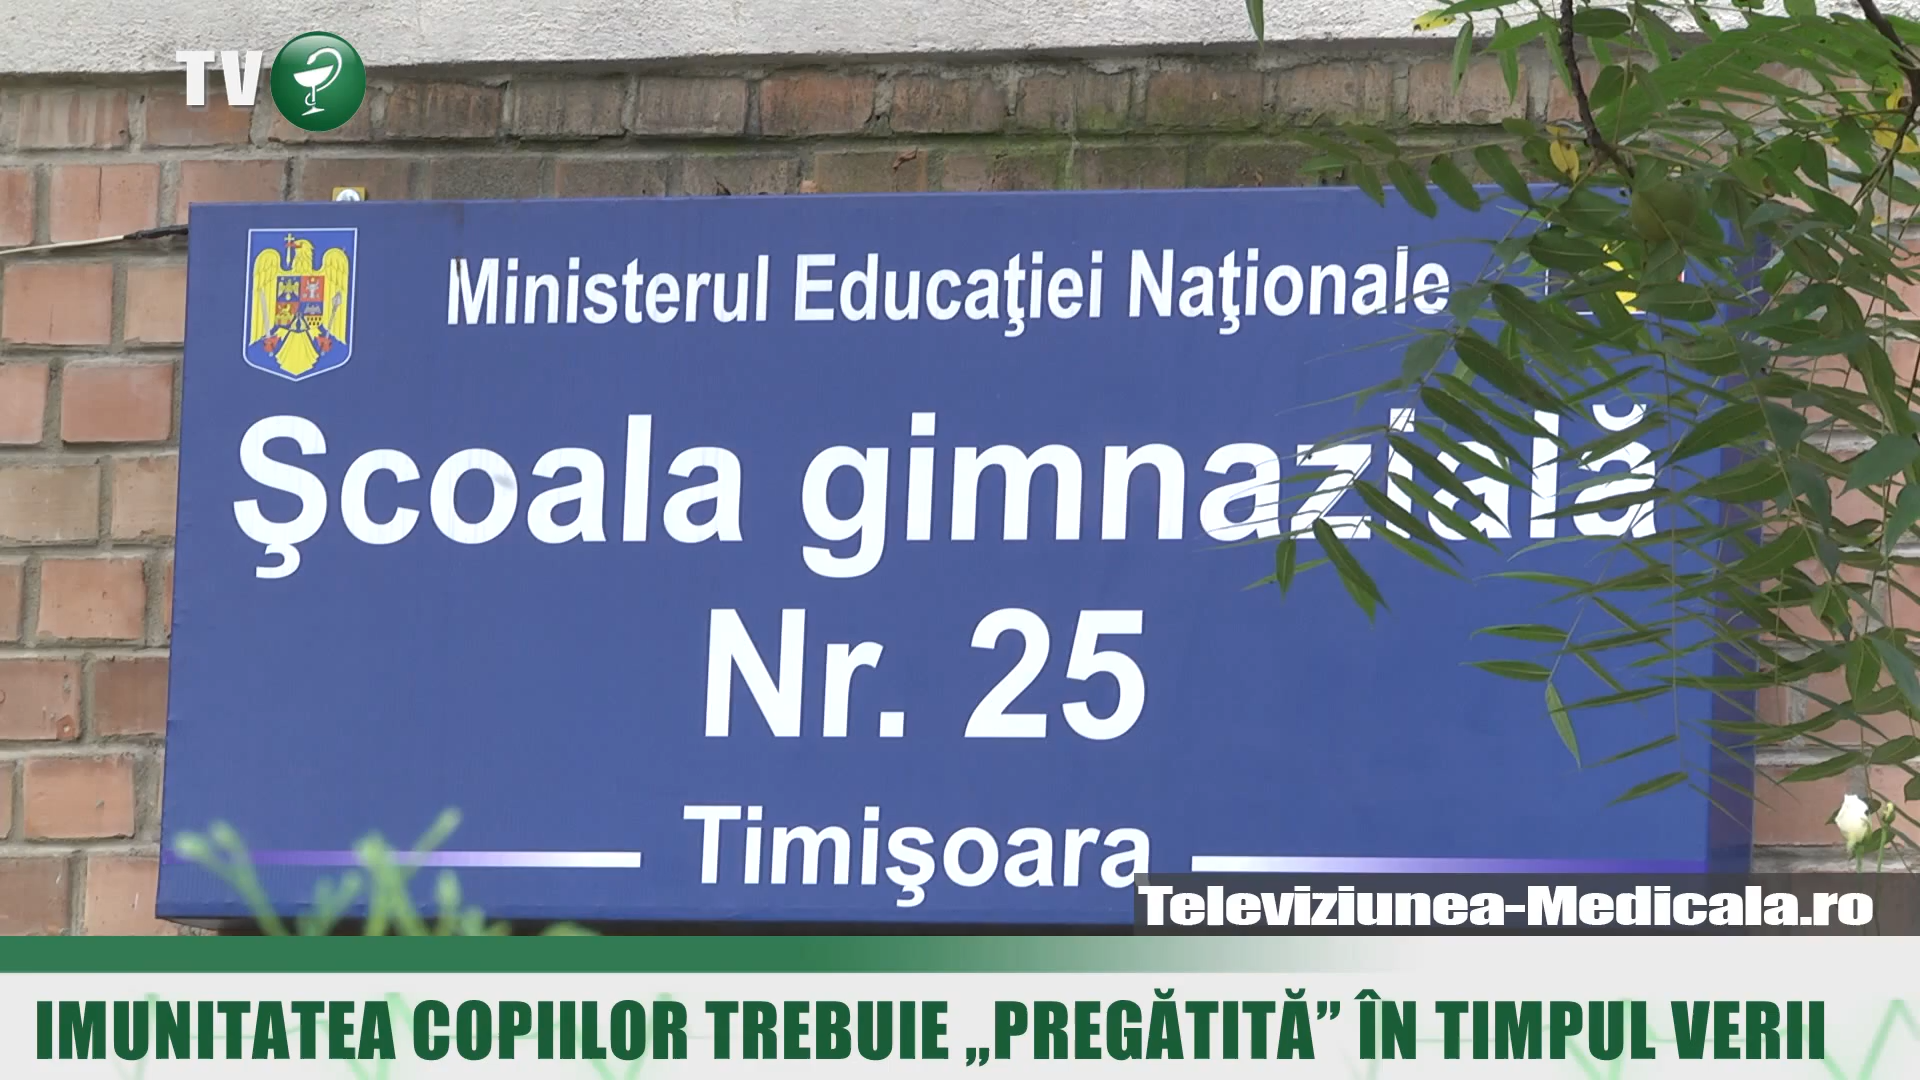 TV
Ministerul Educaţiei Naţionale
Şcoala gimnazială
Nr. 25
Timişoara
Televiziunea-Medicala.ro
IMUNITATEA COPIILOR TREBUIE „PREGĂTITĂ” ÎN TIMPUL VERII